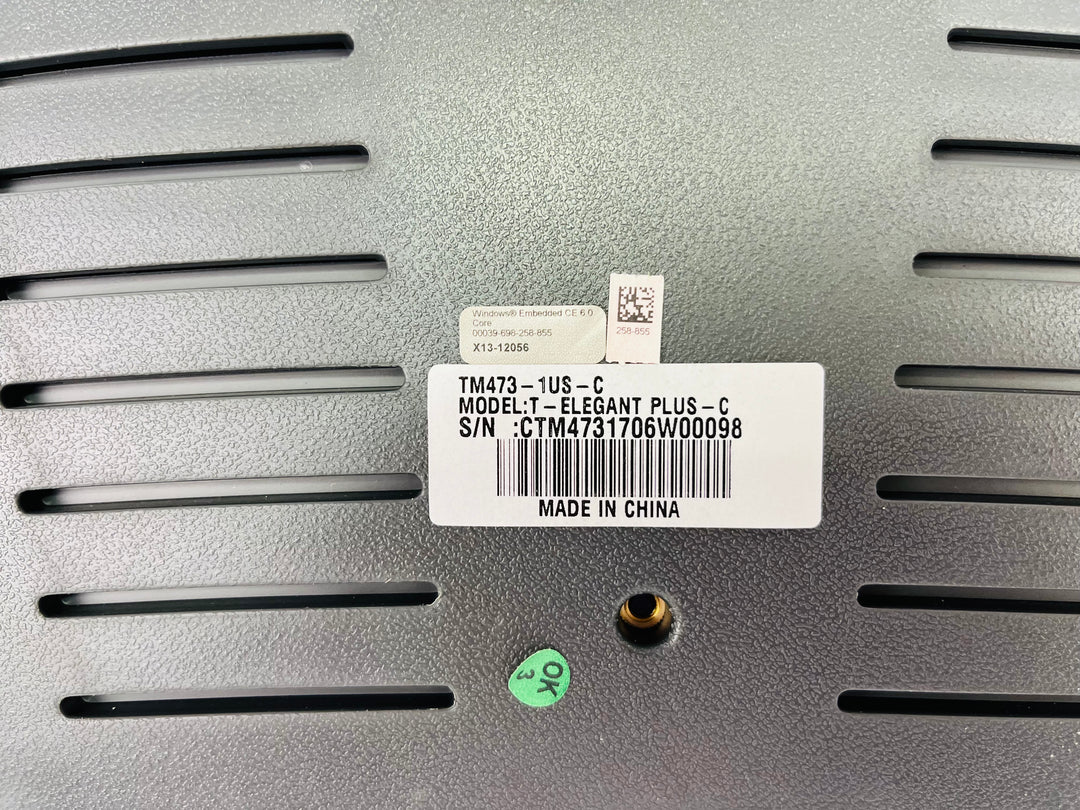 Windows® Embedded CE 6.0
Core
00039-696-258-855
X13-12056
258-855
TM473-1US-C
MODEL:T-ELEGANT PLUS-C
S/N :CTM4731706W00098
MADE IN CHINA
OK
3